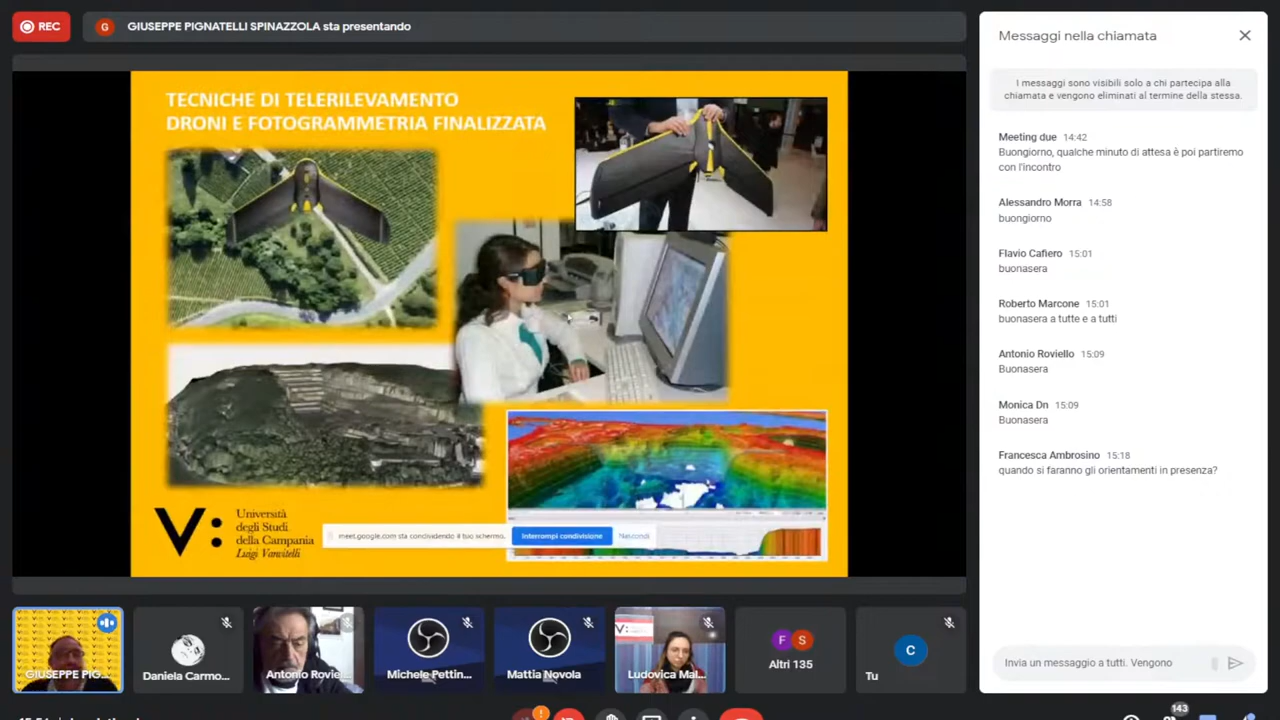 REC
G
GIUSEPPE PIGNATELLI SPINAZZOLA sta presentando
TECNICHE DI TELERILEVAMENTO
DRONI E FOTOGRAMMETRIA FINALIZZATA
V:
Università
degli Studi
della Campania
Luigi Vanvitelli
meet.google.com sta condividendo il tuo schermo.
Interrompi condivisione
Nascondi
GIUSEPPE PIG...
Daniela Carmo...
Antonio Roviel...
Michele Pettin...
Mattia Novola
V:
Ludovica Mal...
F
S
Altri 135
C
Tu
Messaggi nella chiamata
I messaggi sono visibili solo a chi partecipa alla
chiamata e vengono eliminati al termine della stessa.
Meeting due 14:42
Buongiorno, qualche minuto di attesa è poi partiremo
con l'incontro
Alessandro Morra 14:58
buongiorno
Flavio Cafiero 15:01
buonasera
Roberto Marcone 15:01
buonasera a tutte e a tutti
Antonio Roviello 15:09
Buonasera
Monica Dn 15:09
Buonasera
Francesca Ambrosino 15:18
quando si faranno gli orientamenti in presenza?
Invia un messaggio a tutti. Vengono
143